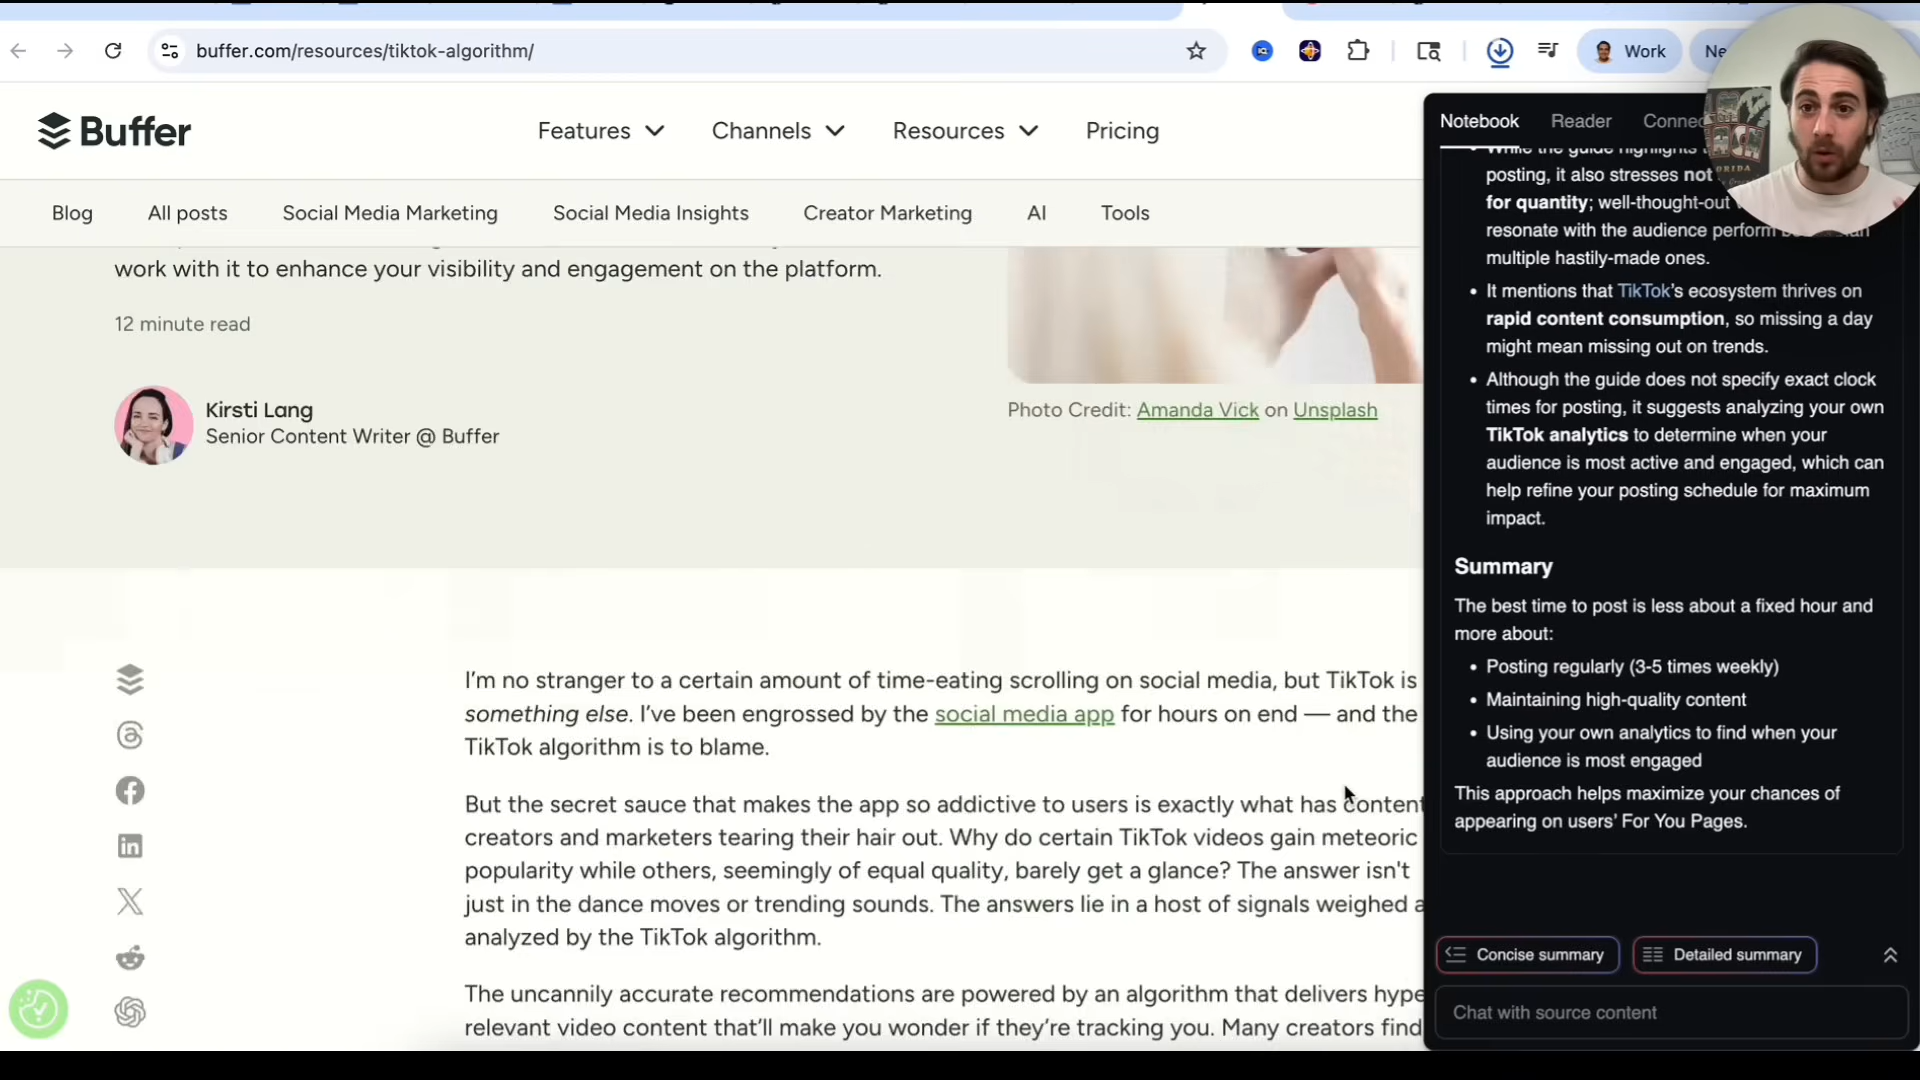 buffer.com/resources/tiktok-algorithm/
Work
Buffer
Features
Channels
Resources
Pricing
Blog
All posts
Social Media Marketing
Social Media Insights
Creator Marketing
AI
Tools
work with it to enhance your visibility and engagement on the platform.
12 minute read
Kirsti Lang
Senior Content Writer @ Buffer
Photo Credit: Amanda Vick on Unsplash
I'm no stranger to a certain amount of time-eating scrolling on social media, but TikTok is
something else. I've been engrossed by the social media app for hours on end — and the
TikTok algorithm is to blame.
But the secret sauce that makes the app so addictive to users is exactly what has content
creators and marketers tearing their hair out. Why do certain TikTok videos gain meteoric
popularity while others, seemingly of equal quality, barely get a glance? The answer isn't
just in the dance moves or trending sounds. The answers lie in a host of signals weighed a
analyzed by the TikTok algorithm.
The uncannily accurate recommendations are powered by an algorithm that delivers hype
relevant video content that'll make you wonder if they're tracking you. Many creators find
Notebook
Reader
Connec
While the guide highlights
posting, it also stresses not
for quantity; well-thought-out
resonate with the audience perform
multiple hastily-made ones.
It mentions that TikTok's ecosystem thrives on
rapid content consumption, so missing a day
might mean missing out on trends.
Although the guide does not specify exact clock
times for posting, it suggests analyzing your own
TikTok analytics to determine when your
audience is most active and engaged, which can
help refine your posting schedule for maximum
impact.
Summary
The best time to post is less about a fixed hour and
more about:
Posting regularly (3-5 times weekly)
Maintaining high-quality content
Using your own analytics to find when your
audience is most engaged
This approach helps maximize your chances of
appearing on users' For You Pages.
Concise summary
Detailed summary
Chat with source content